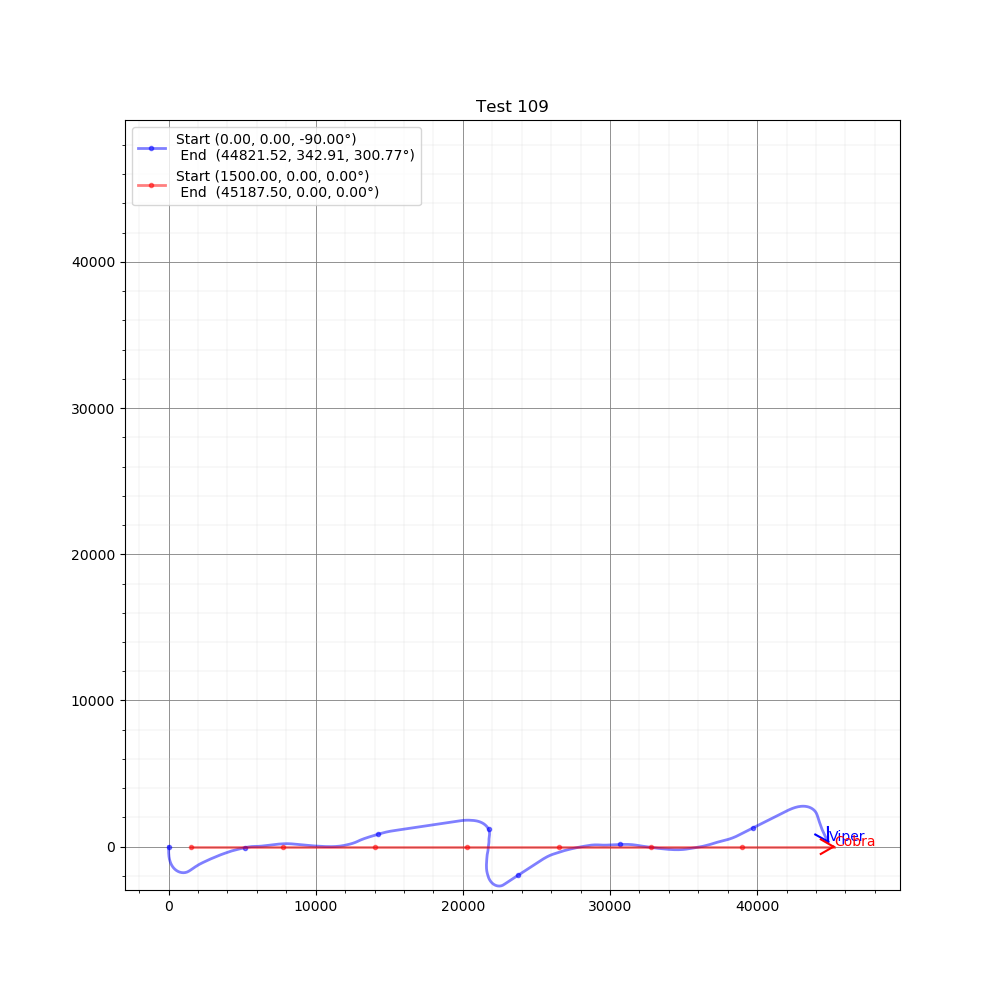 Test 109
Start (0.00, 0.00, -90.00°)
End (44821.52, 342.91, 300.77°)
Start (1500.00, 0.00, 0.00°)
End (45187.50, 0.00, 0.00°)
40000
30000
20000
10000
0
Viper
Cobra
0 10000 20000 30000 40000